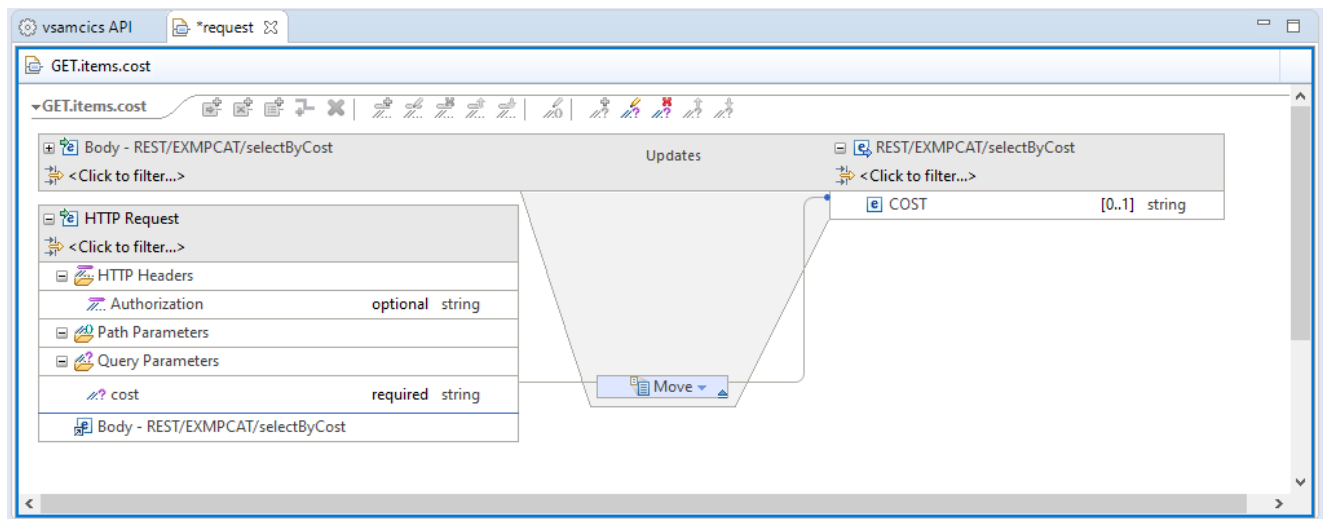 vsamcics API
*request
GET.items.cost
GET.items.cost
Body - REST/EXMPCAT/selectByCost
<Click to filter...>
Updates
REST/EXMPCAT/selectByCost
<Click to filter...>
COST [0..1] string
HTTP Request
<Click to filter...>
HTTP Headers
Authorization optional string
Path Parameters
Query Parameters
cost required string
Move
Body - REST/EXMPCAT/selectByCost